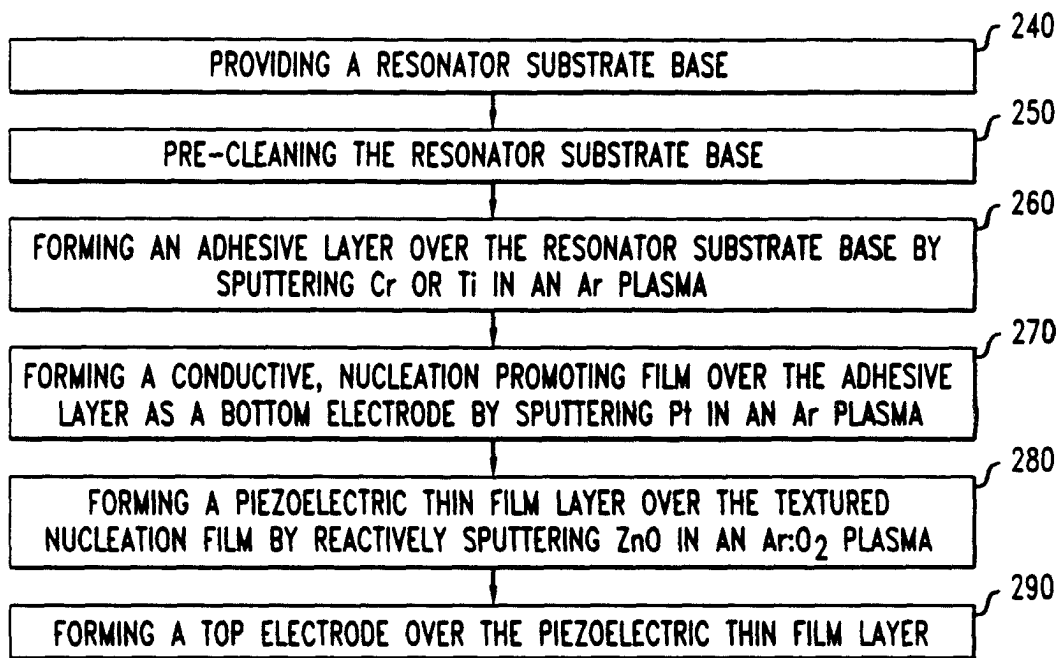 240
PROVIDING A RESONATOR SUBSTRATE BASE
250
PRE-CLEANING THE RESONATOR SUBSTRATE BASE
260
FORMING AN ADHESIVE LAYER OVER THE RESONATOR SUBSTRATE BASE BY
SPUTTERING Cr OR Ti IN AN Ar PLASMA
270
FORMING A CONDUCTIVE, NUCLEATION PROMOTING FILM OVER THE ADHESIVE
LAYER AS A BOTTOM ELECTRODE BY SPUTTERING Pt IN AN Ar PLASMA
280
FORMING A PIEZOELECTRIC THIN FILM LAYER OVER THE TEXTURED
NUCLEATION FILM BY REACTIVELY SPUTTERING ZnO IN AN Ar:O₂ PLASMA
290
FORMING A TOP ELECTRODE OVER THE PIEZOELECTRIC THIN FILM LAYER